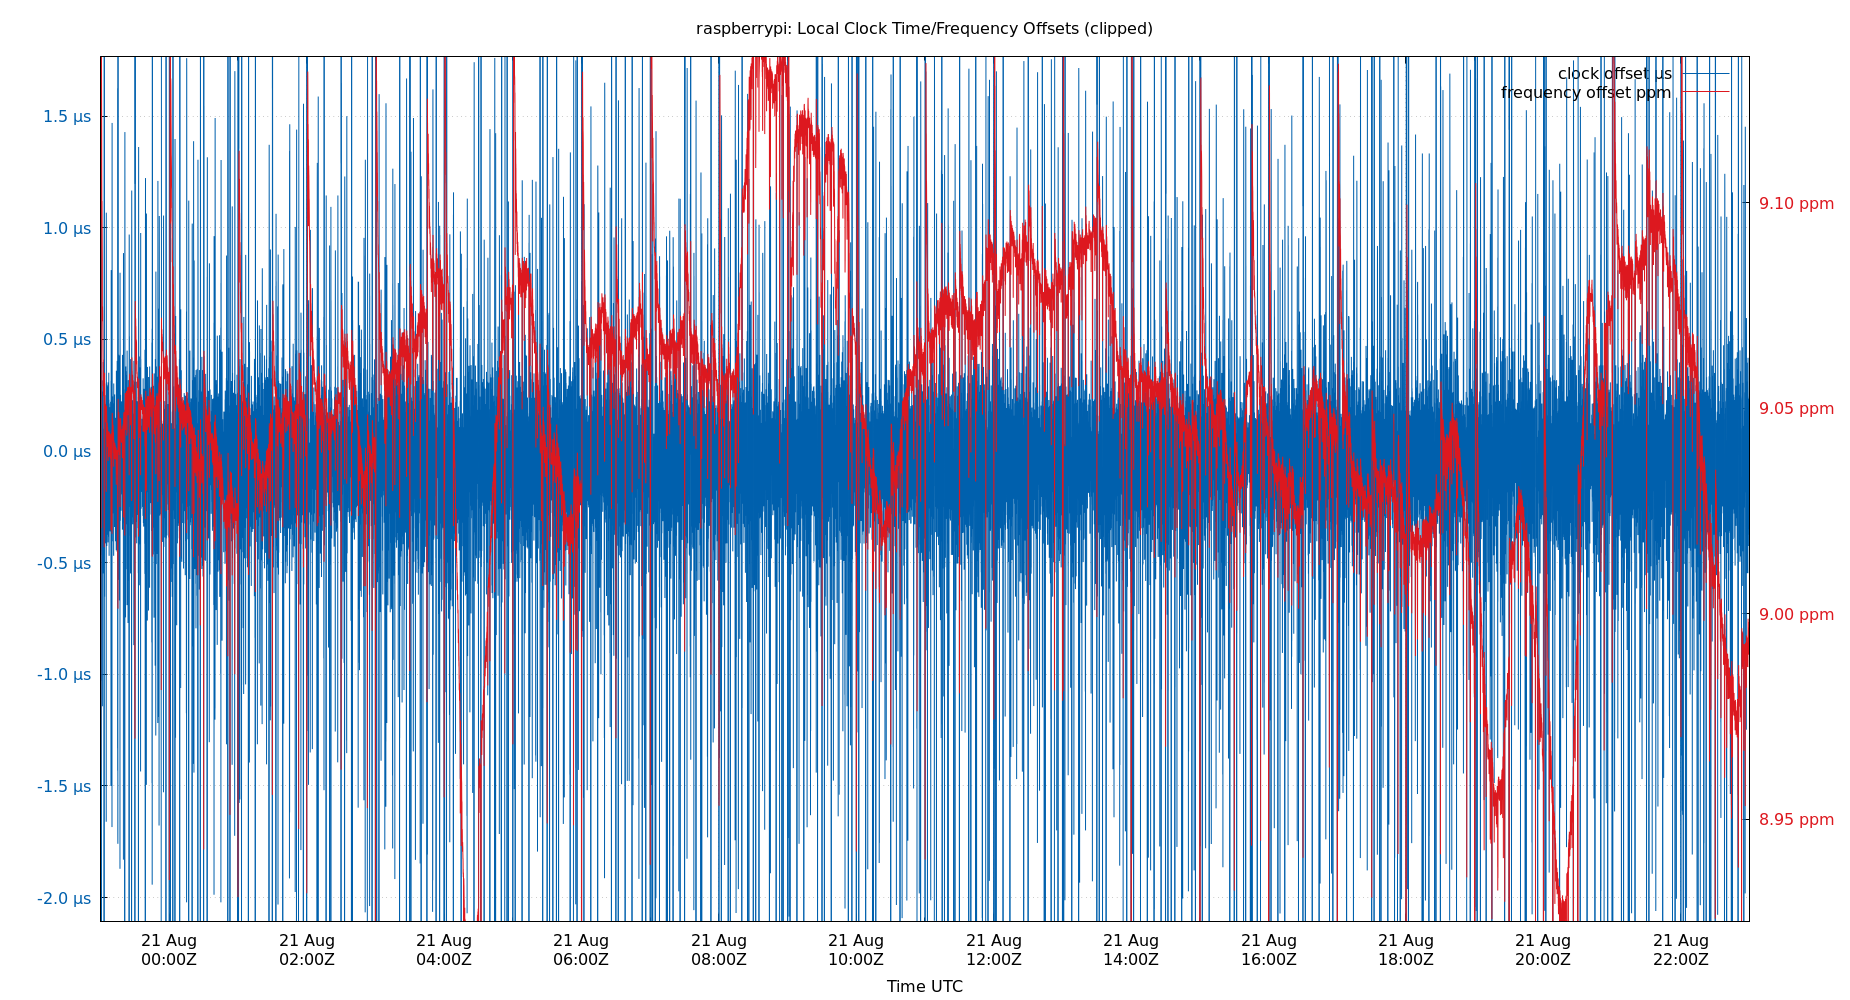 raspberrypi: Local Clock Time/Frequency Offsets (clipped)
clock offset µs
frequency offset ppm
1.5 µs
1.0 µs
0.5 µs
0.0 µs
-0.5 µs
-1.0 µs
-1.5 µs
-2.0 µs
9.10 ppm
9.05 ppm
9.00 ppm
8.95 ppm
21 Aug 21 Aug 21 Aug 21 Aug 21 Aug 21 Aug 21 Aug 21 Aug 21 Aug 21 Aug 21 Aug 21 Aug
00:00Z 02:00Z 04:00Z 06:00Z 08:00Z 10:00Z 12:00Z 14:00Z 16:00Z 18:00Z 20:00Z 22:00Z
Time UTC